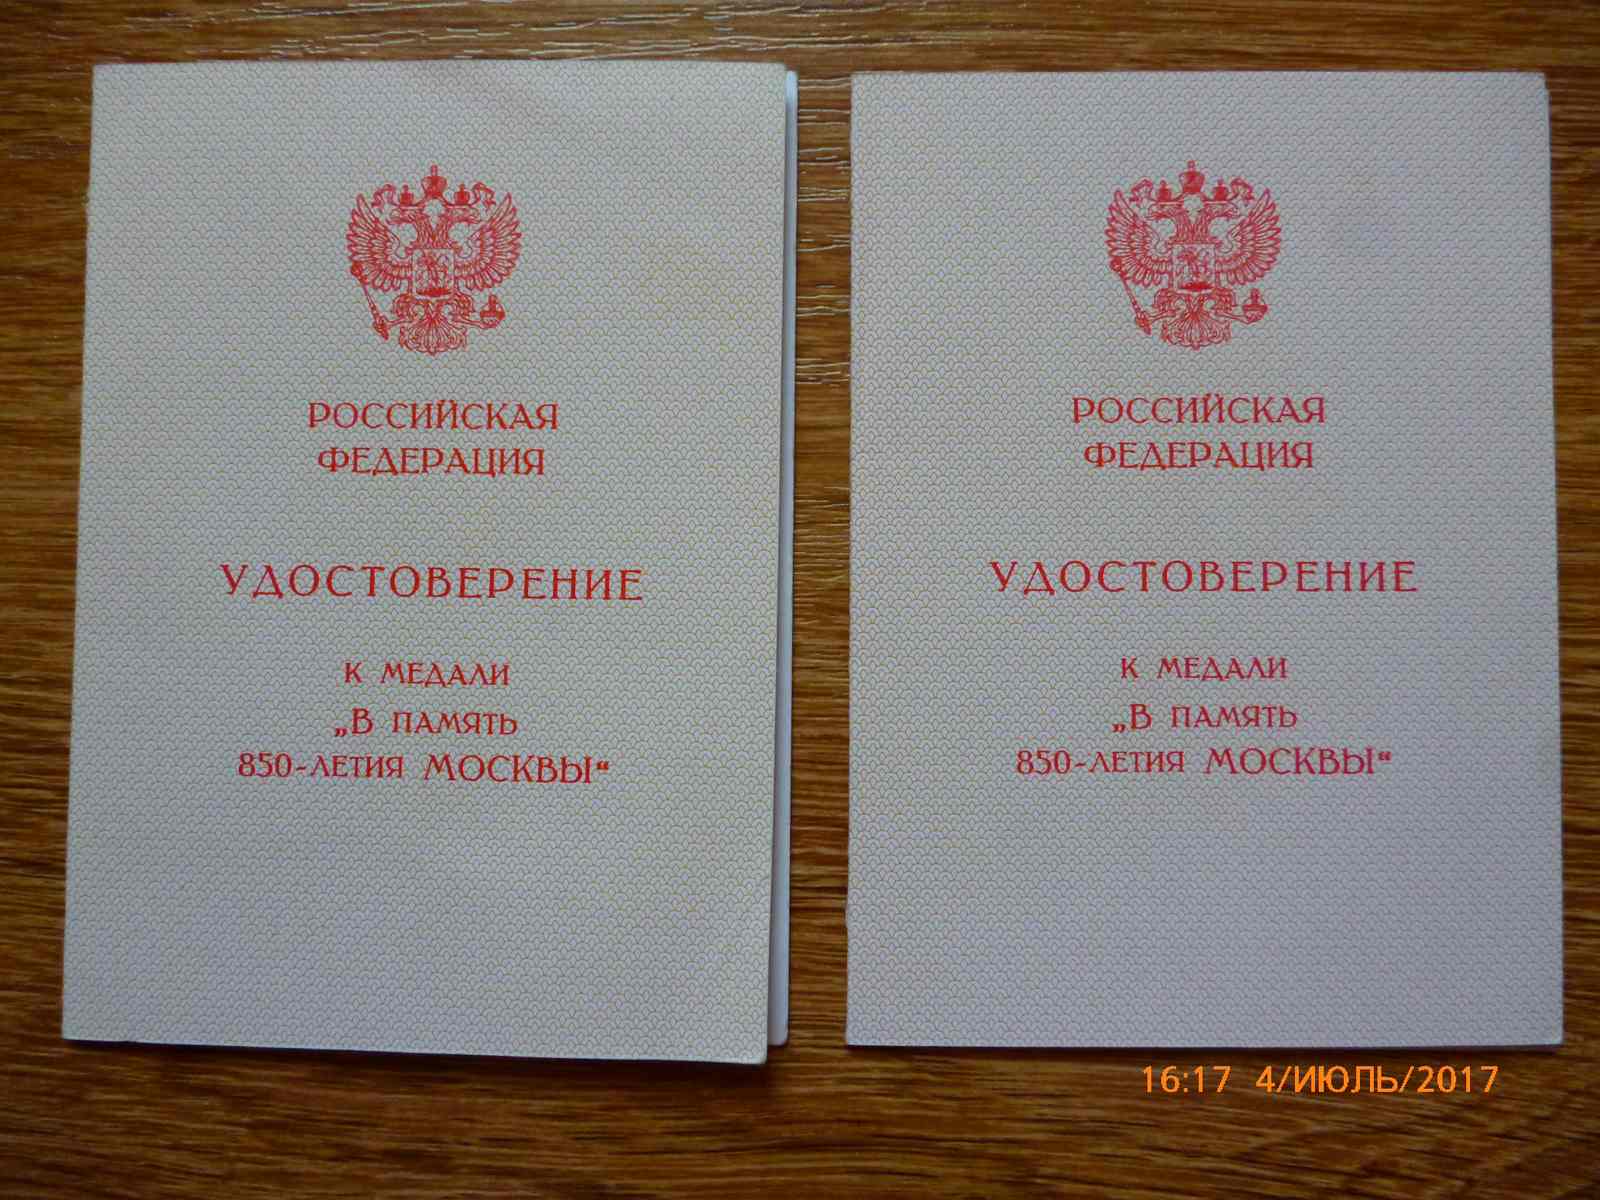 РОССИЙСКАЯ
ФЕДЕРАЦИЯ
УДОСТОВЕРЕНИЕ
К МЕДАЛИ
„В ПАМЯТЬ
850-ЛЕТИЯ МОСКВЫ“
РОССИЙСКАЯ
ФЕДЕРАЦИЯ
УДОСТОВЕРЕНИЕ
К МЕДАЛИ
„В ПАМЯТЬ
850-ЛЕТИЯ МОСКВЫ“
16:17 4/ИЮЛЬ/2017